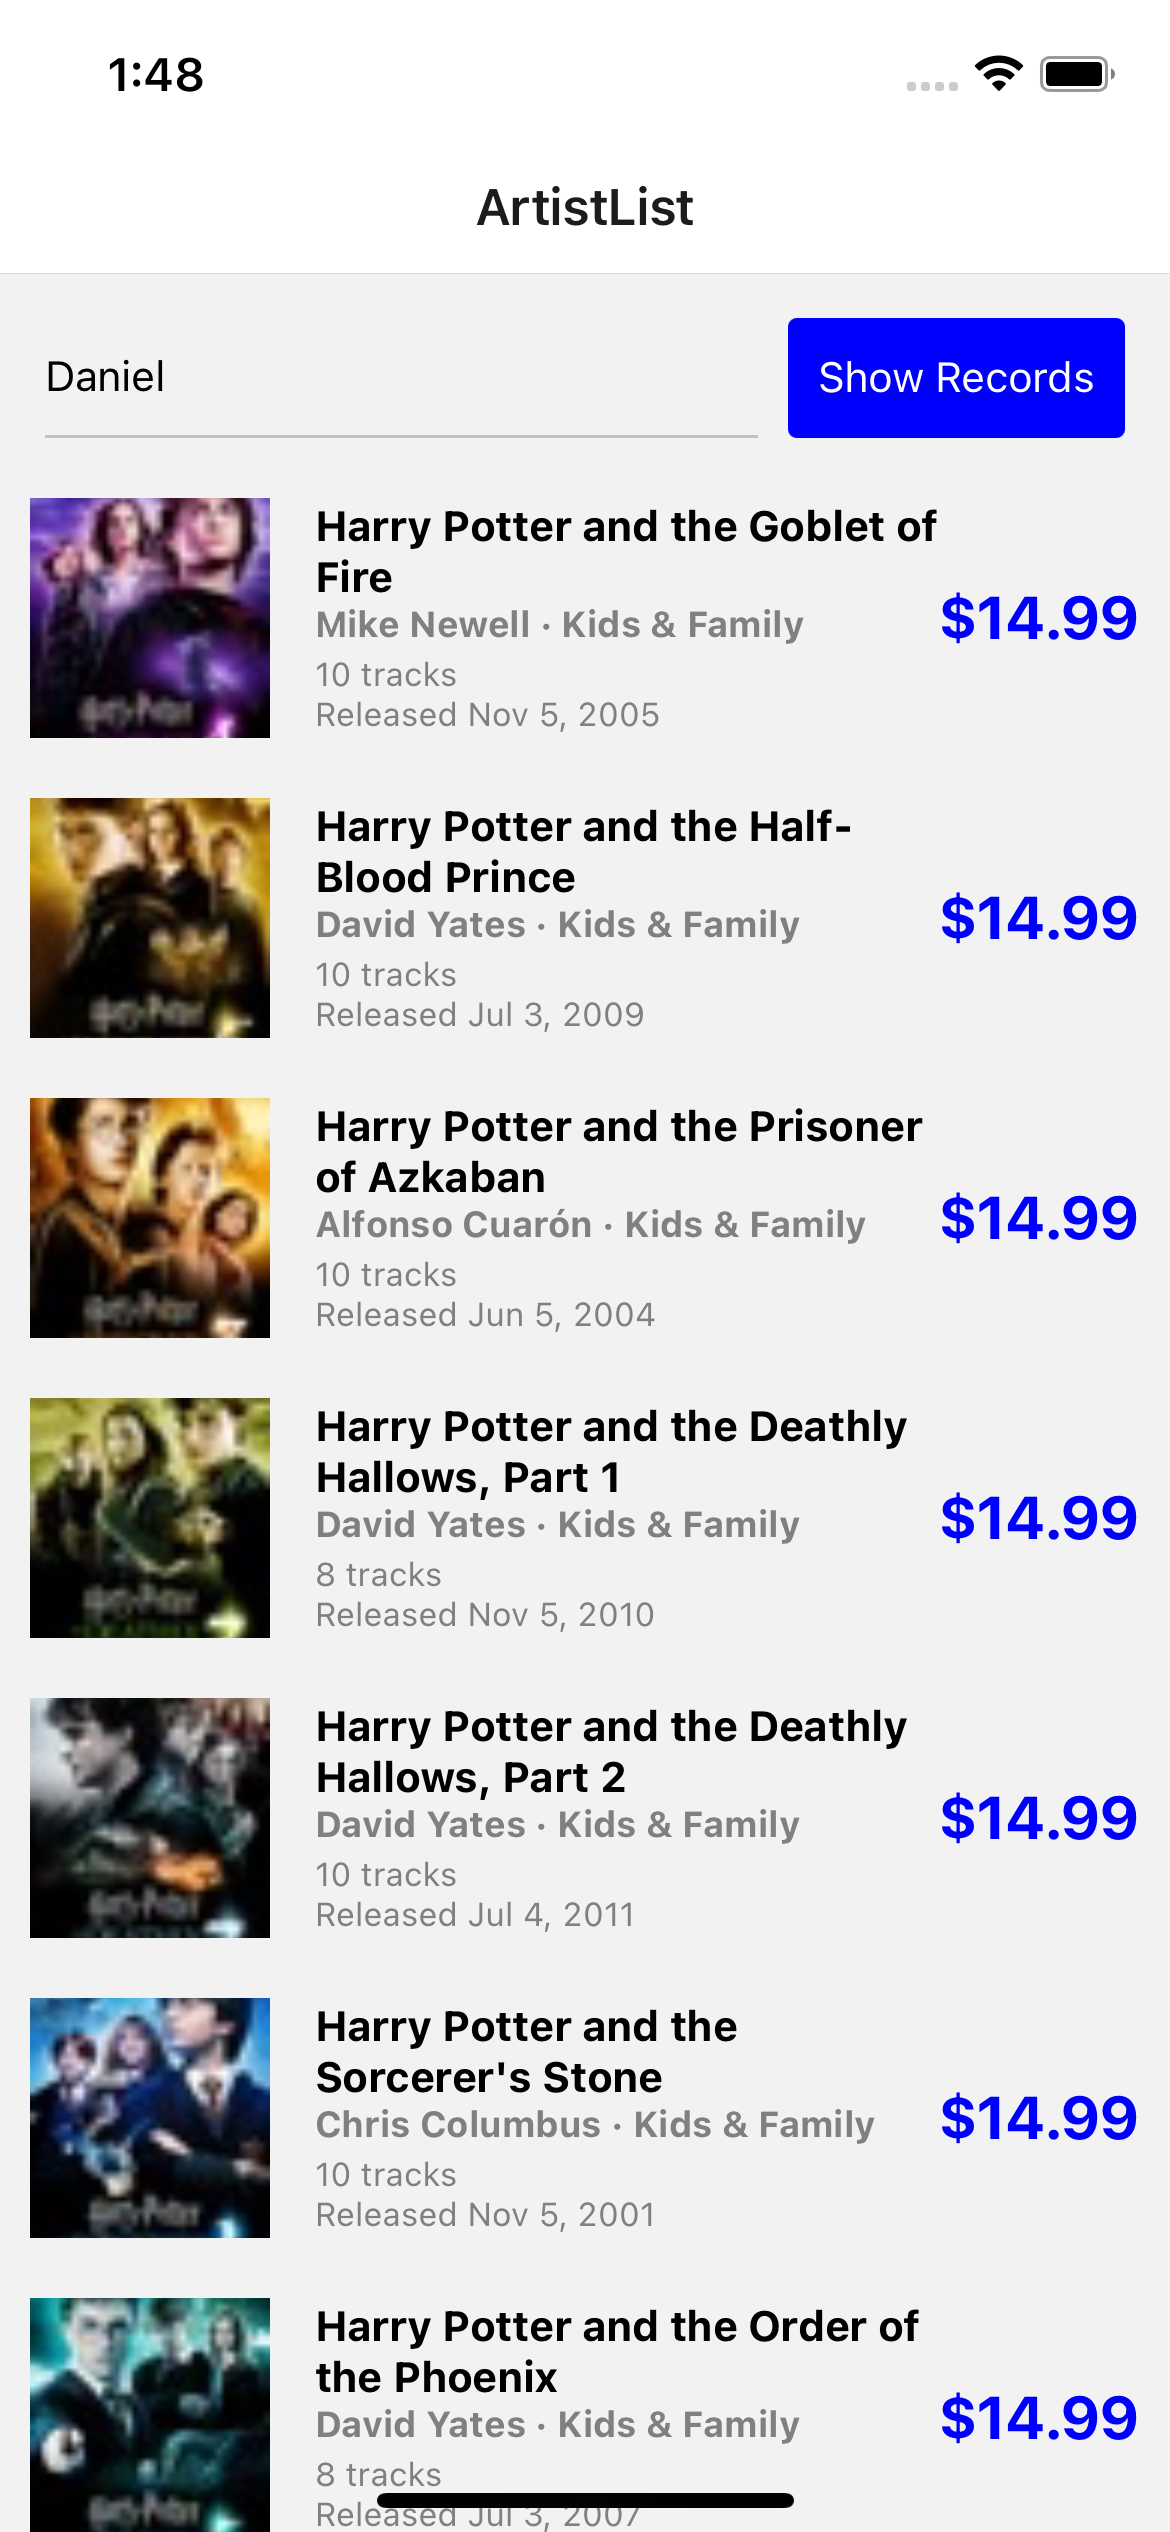 1:48
ArtistList
Daniel
Show Records
Harry Potter and the Goblet of
Fire
Mike Newell · Kids & Family
10 tracks
Released Nov 5, 2005
$14.99
Harry Potter and the Half-
Blood Prince
David Yates · Kids & Family
10 tracks
Released Jul 3, 2009
$14.99
Harry Potter and the Prisoner
of Azkaban
Alfonso Cuarón · Kids & Family
10 tracks
Released Jun 5, 2004
$14.99
Harry Potter and the Deathly
Hallows, Part 1
David Yates · Kids & Family
8 tracks
Released Nov 5, 2010
$14.99
Harry Potter and the Deathly
Hallows, Part 2
David Yates · Kids & Family
10 tracks
Released Jul 4, 2011
$14.99
Harry Potter and the
Sorcerer's Stone
Chris Columbus · Kids & Family
10 tracks
Released Nov 5, 2001
$14.99
Harry Potter and the Order of
the Phoenix
David Yates · Kids & Family
8 tracks
Released Jul 3, 2007
$14.99